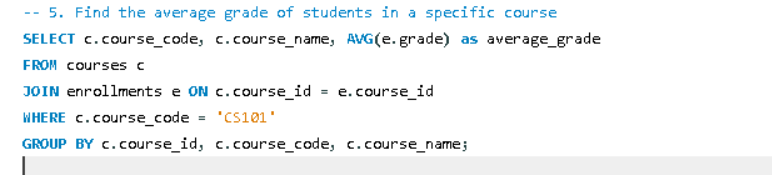 -- 5. Find the average grade of students in a specific course
SELECT c.course_code, c.course_name, AVG(e.grade) as average_grade
FROM courses c
JOIN enrollments e ON c.course_id = e.course_id
WHERE c.course_code = 'CS101'
GROUP BY c.course_id, c.course_code, c.course_name;